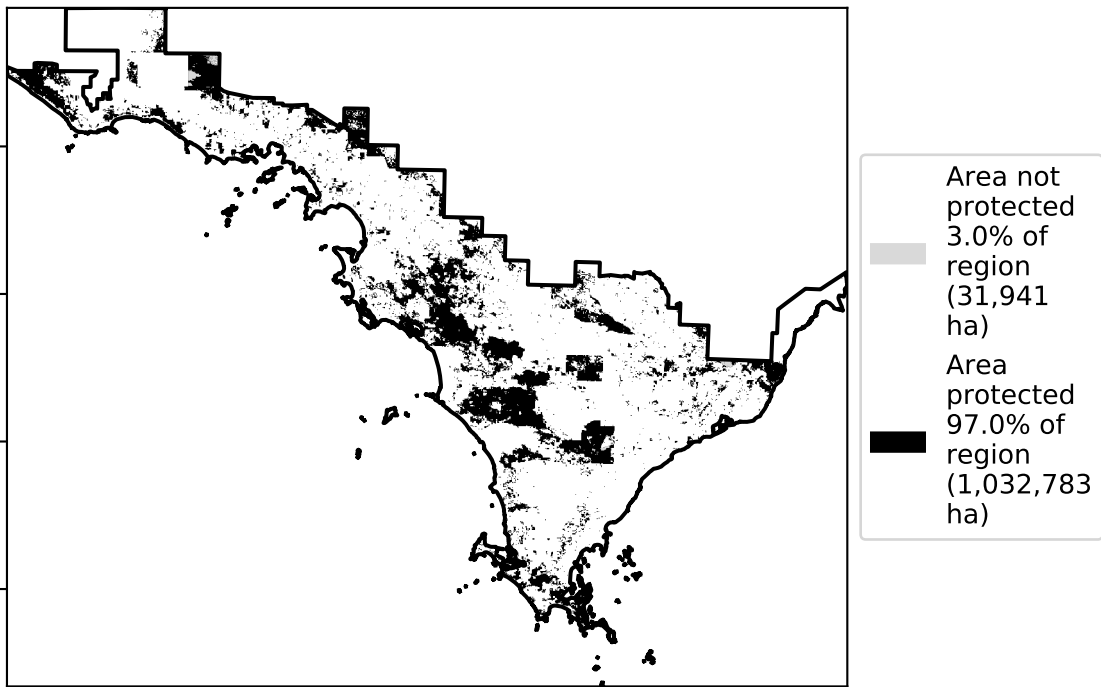 Area not
protected
3.0% of
region
(31,941
ha)
Area
protected
97.0% of
region
(1,032,783
ha)